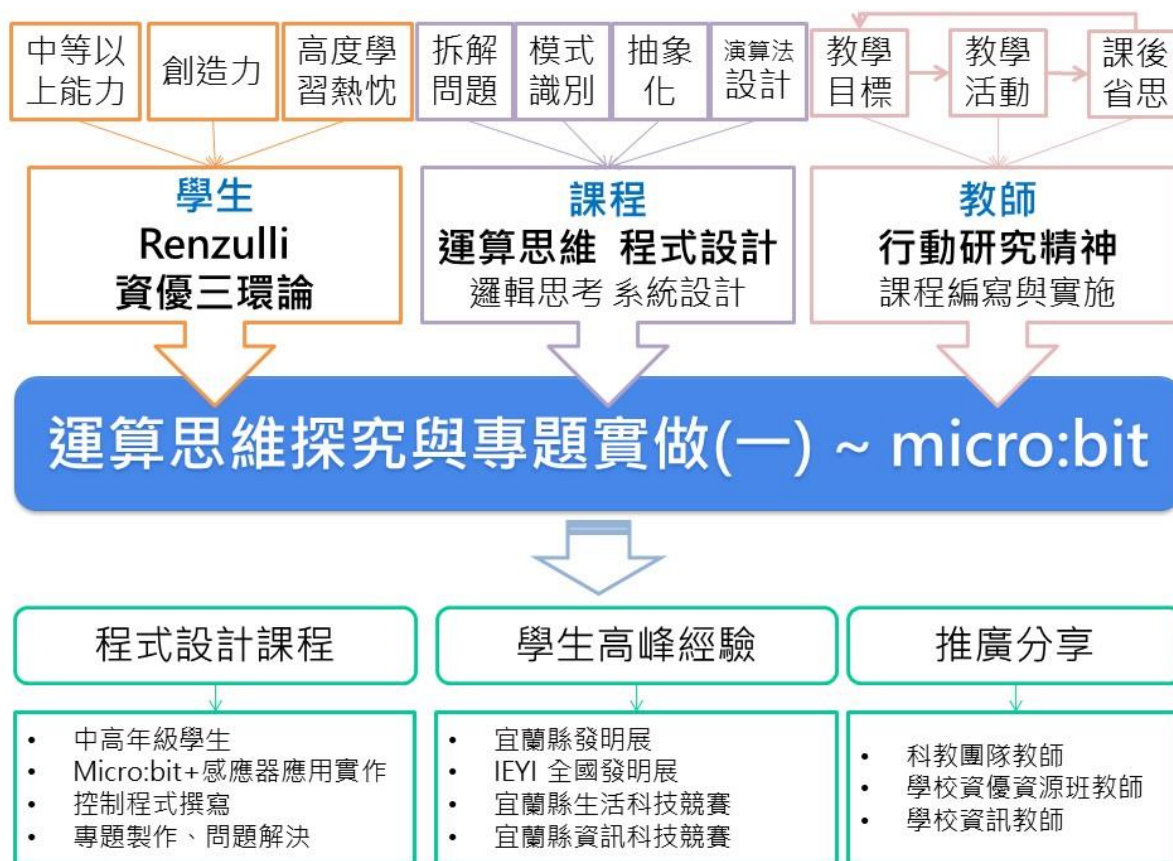 中等以
上能力
創造力
高度學
習熱忱
拆解
問題
模式
識別
抽象
化
演算法
設計
教學
目標
教學
活動
課後
省思
學生
Renzulli
資優三環論
課程
運算思維 程式設計
邏輯思考 系統設計
教師
行動研究精神
課程編寫與實施
運算思維探究與專題實做(一) ~ micro:bit
程式設計課程
• 中高年級學生
• Micro:bit+感應器應用實作
• 控制程式撰寫
• 專題製作、問題解決
學生高峰經驗
• 宜蘭縣發明展
• IEYI 全國發明展
• 宜蘭縣生活科技競賽
• 宜蘭縣資訊科技競賽
推廣分享
• 科教團隊教師
• 學校資優資源班教師
• 學校資訊教師